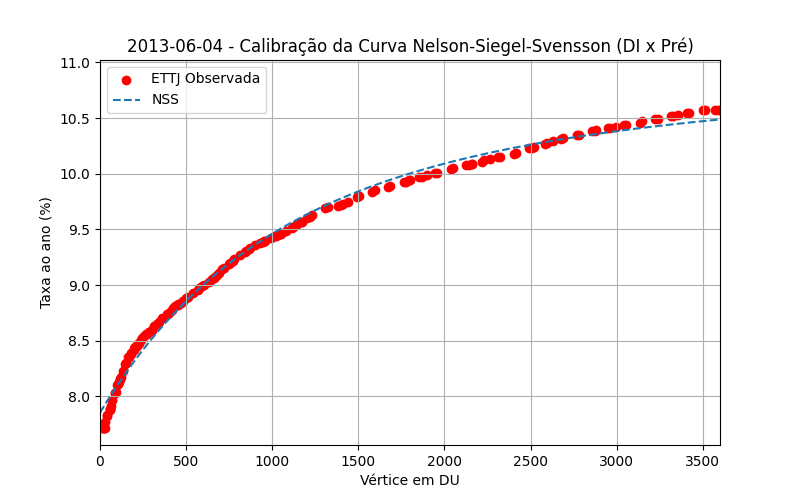 2013-06-04 - Calibração da Curva Nelson-Siegel-Svensson (DI x Pré)
ETTJ Observada
NSS
Taxa ao ano (%)
11.0
10.5
10.0
9.5
9.0
8.5
8.0
0 500 1000 1500 2000 2500 3000 3500
Vértice em DU